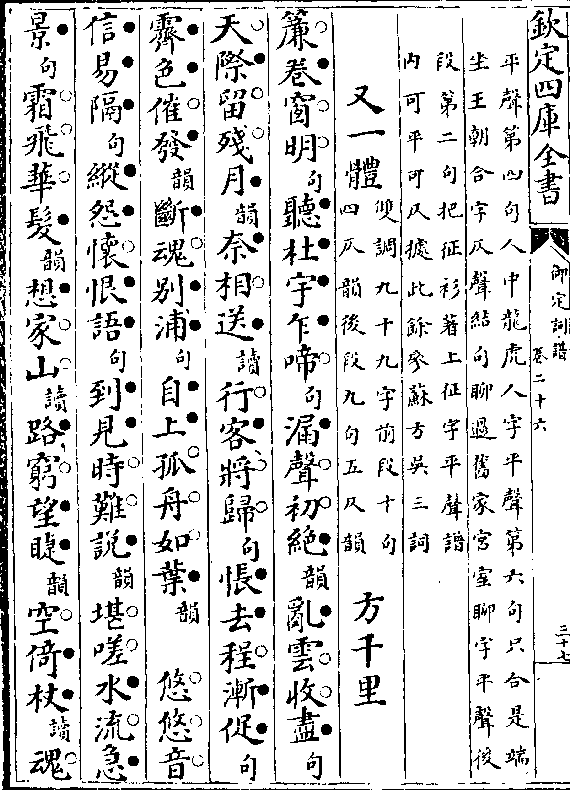 欽定四庫全書
御定詞譜
卷二十六
三十七
平聲第四句人中龍虎人字平聲第六句只合是端
坐王朝合字仄聲結句聊過舊家宮室聊字平聲後
段第二句把征衫著上征字平聲譜
內可平可仄據此餘參蘇方吳三詞
又一體雙調九十九字前段十句
四仄韻後段九句五仄韻
方千里
簾卷窗明句聽杜宇乍啼句漏聲初絕韻亂雲收盡句
天際留殘月韻奈相送讀行客將歸句悵去程漸促句
霽色催發韻斷魂别浦句自上孤舟如葉韻 悠悠音
信易隔句縱怨懷恨語句到見時難說韻堪嗟水流急
景句霜飛華髮韻想家山讀路窮望睫韻空倚杖讀魂